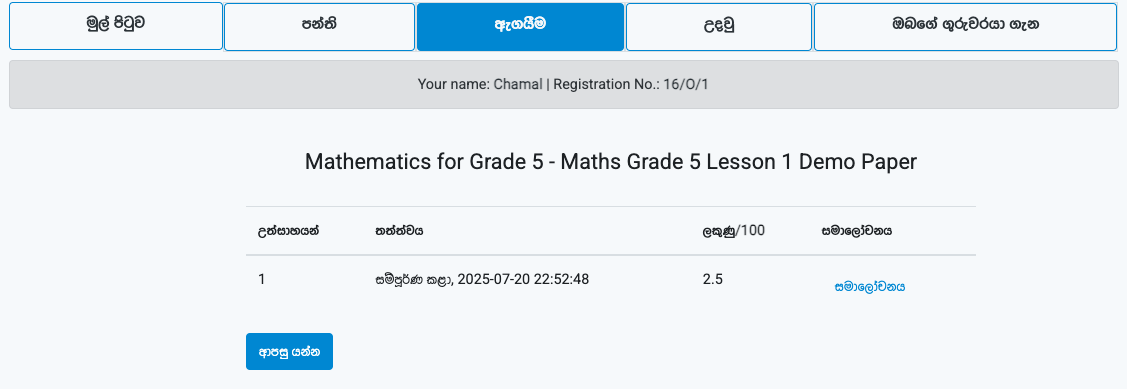 මුල් පිටුව පන්ති ඇගයීම උදවු ඔබගේ ගුරුවරයා ගැන
Your name: Chamal | Registration No.: 16/O/1
Mathematics for Grade 5 - Maths Grade 5 Lesson 1 Demo Paper
උත්සාහයන් තත්ත්වය ලකුණු/100 සමාලෝචනය
1 සම්පූර්ණ කළා, 2025-07-20 22:52:48 2.5 සමාලෝචනය
ආපසු යන්න